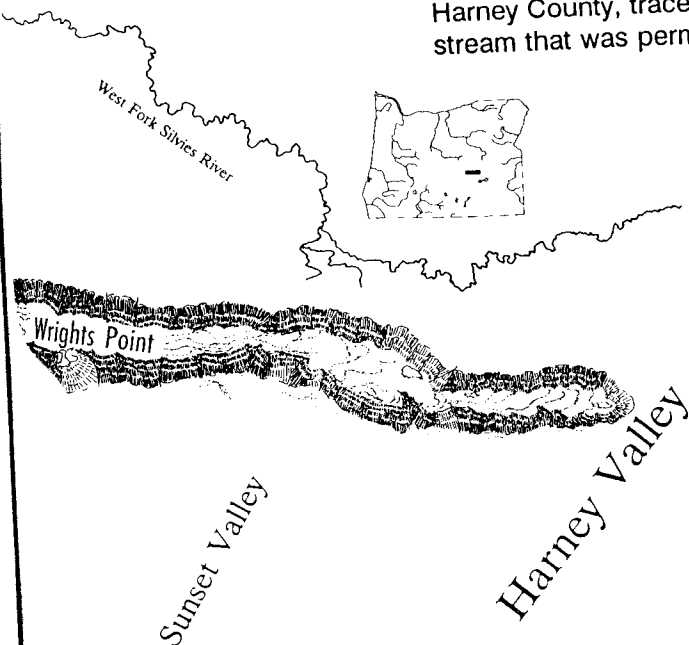 Harney County, trace
stream that was perm
West Fork Silvies River
Wrights Point
Harney Valley
Sunset Valley